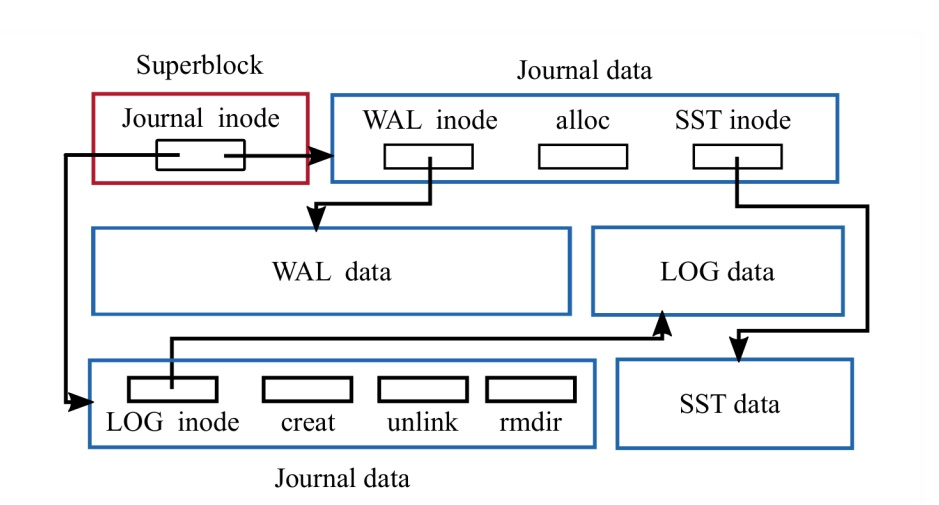 Superblock
Journal data
Journal inode
WAL inode alloc SST inode
WAL data
LOG data
LOG inode creat unlink rmdir
SST data
Journal data